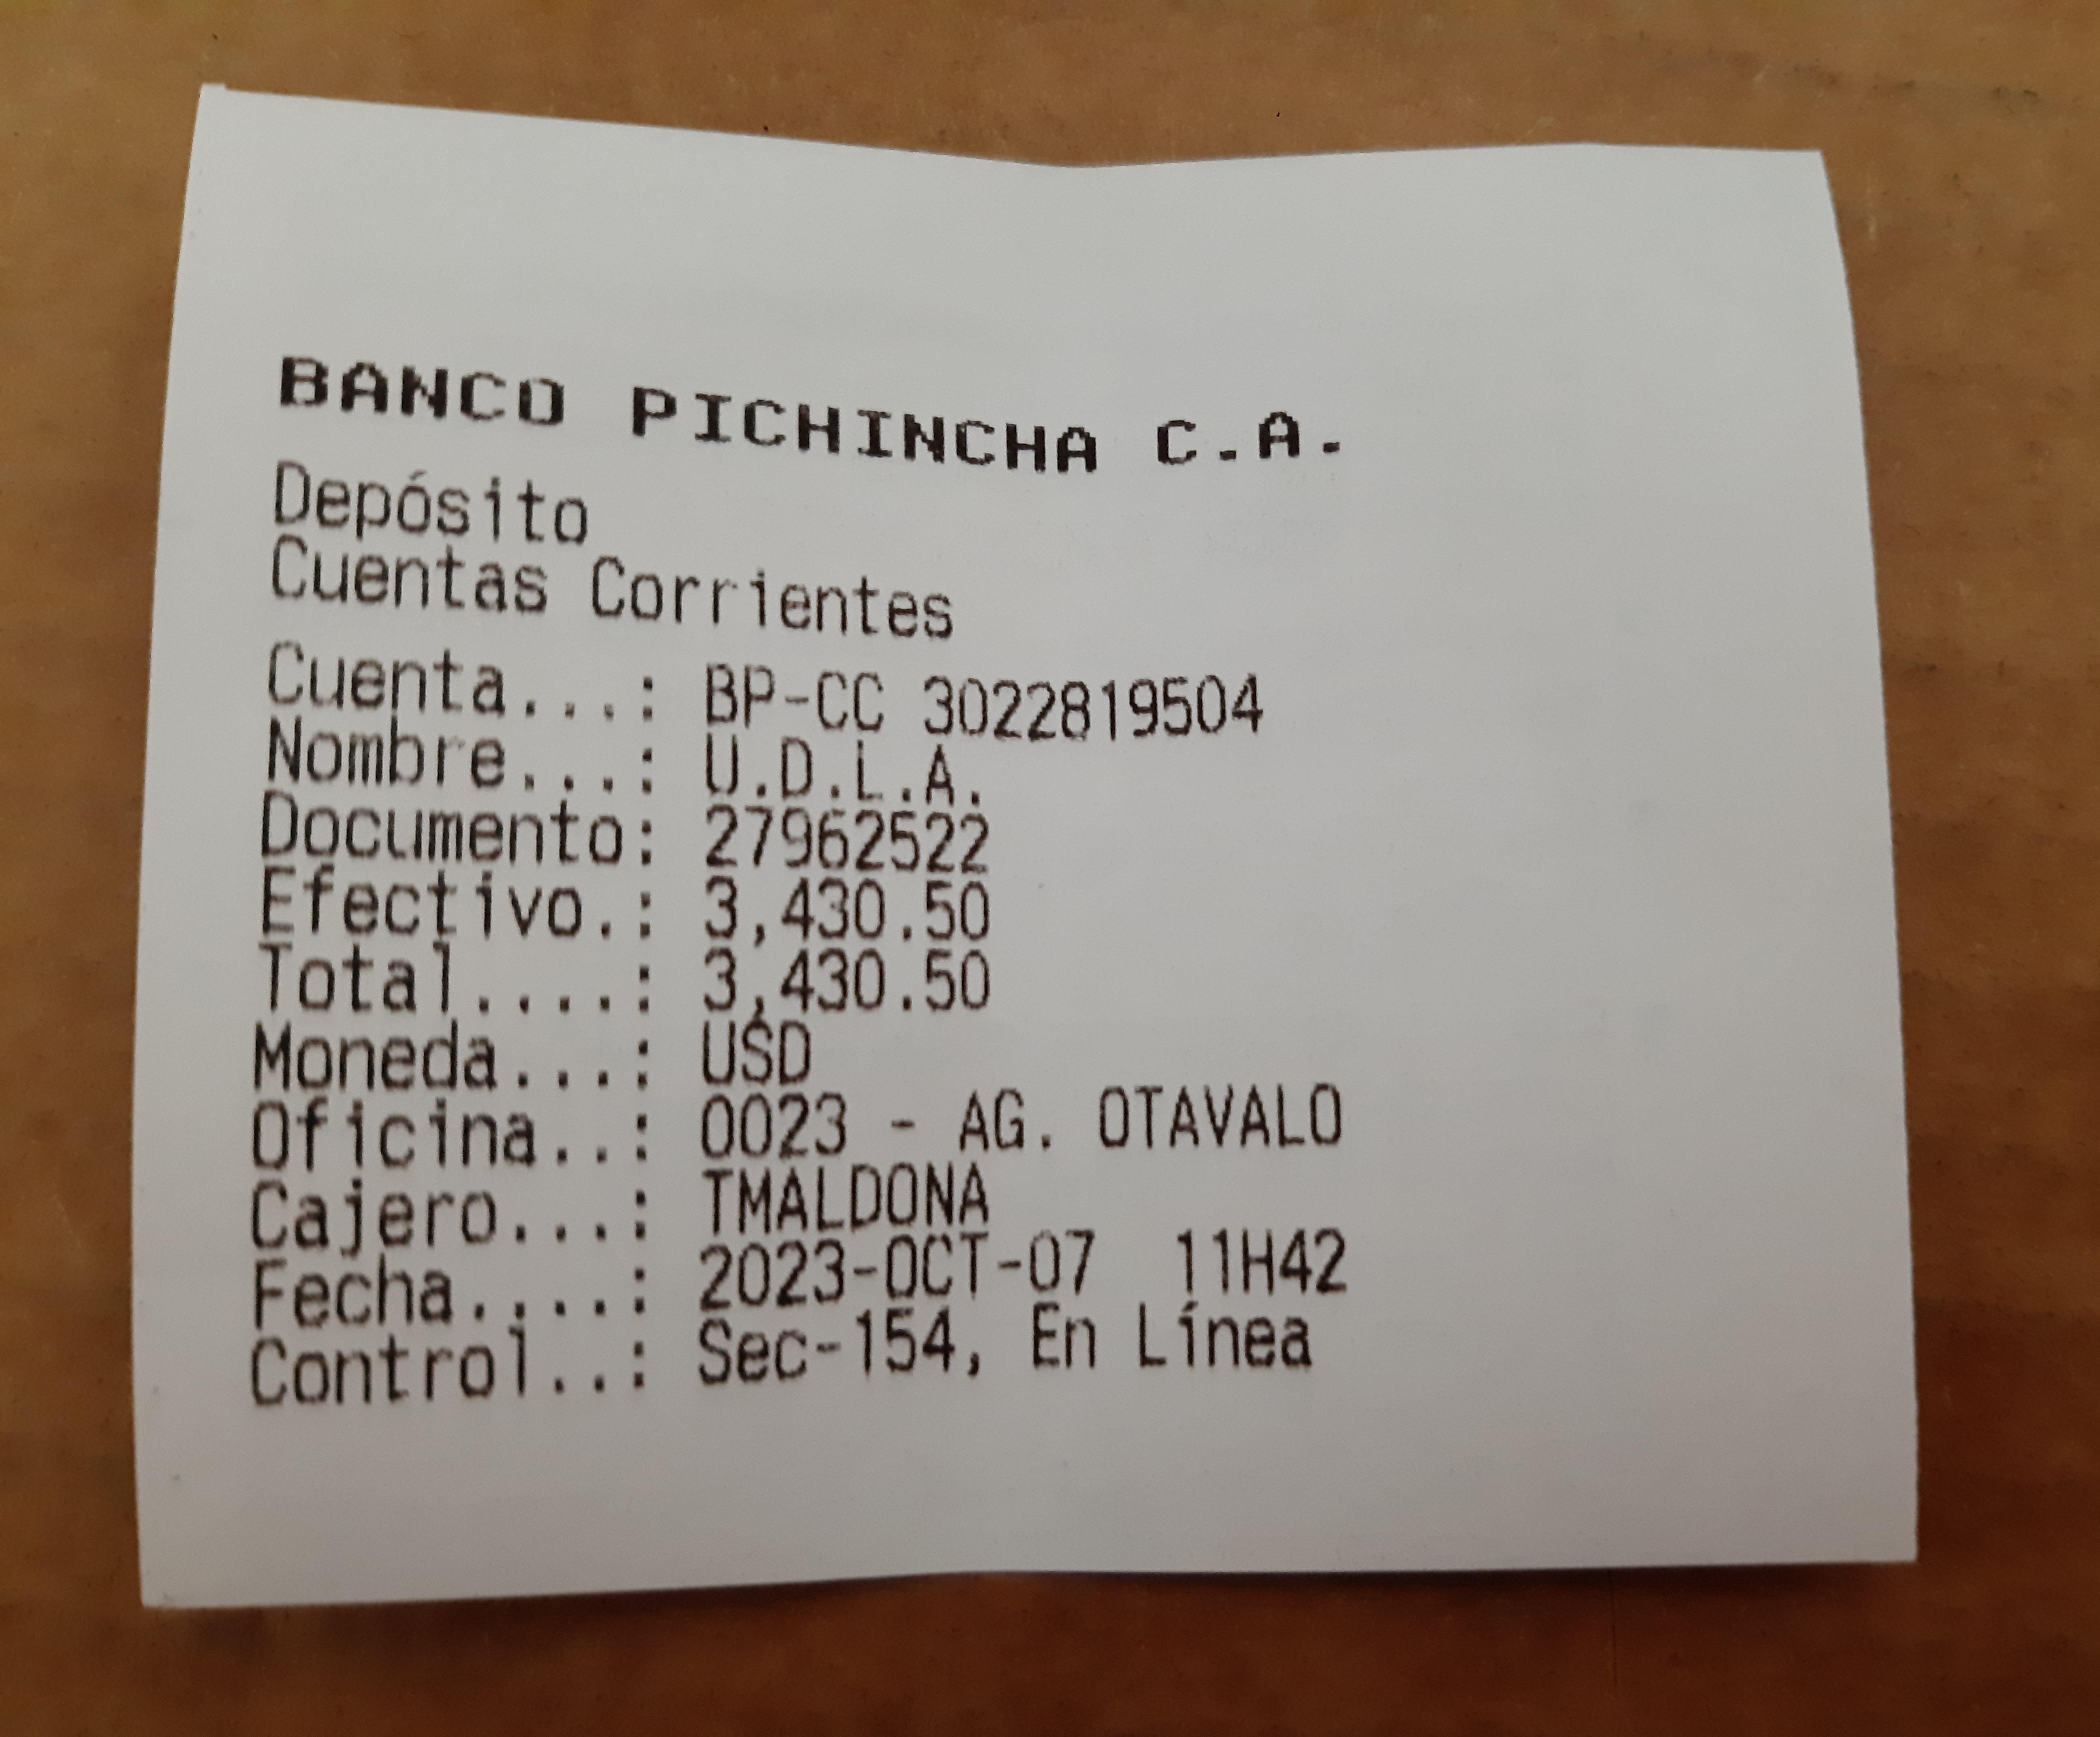 BANCO PICHINCHA C.A.
Depósito
Cuentas Corrientes
Cuenta...: BP-CC 3022819504
Nombre...: U.D.L.A.
Documento: 27962522
Efectivo.: 3,430.50
Total....: 3,430.50
Moneda...: USD
Oficina..: 0023 - AG. OTAVALO
Cajero...: TMALDONA
Fecha....: 2023-OCT-07  11H42
Control..: Sec-154, En Línea